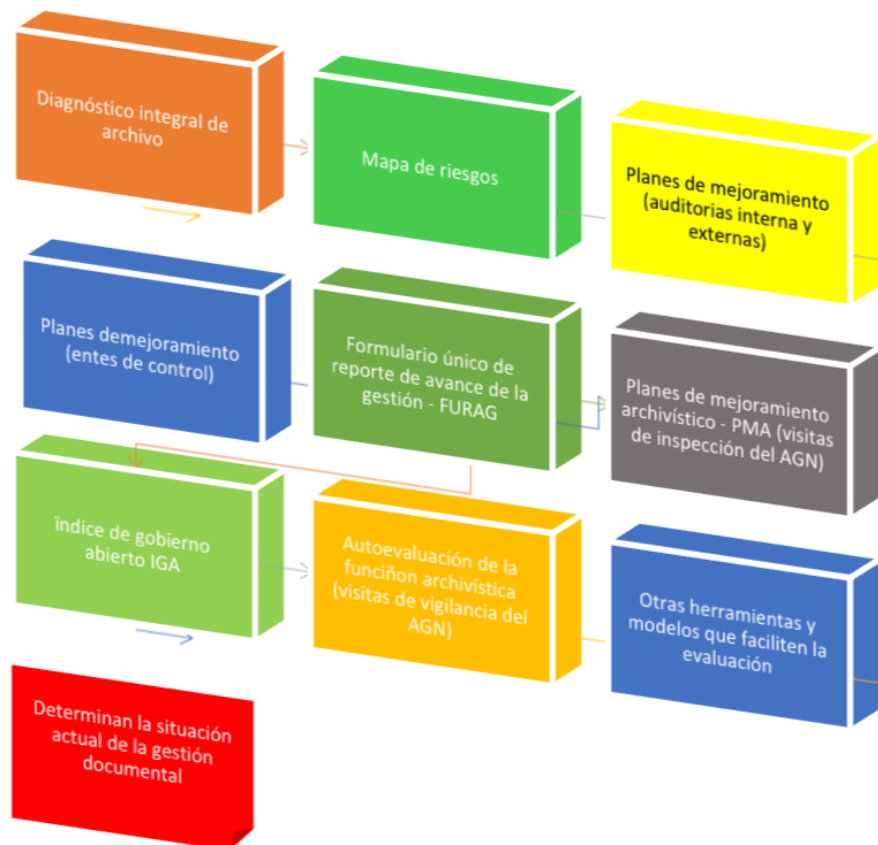 Diagnóstico integral de
archivo
Mapa de riesgos
Planes de mejoramiento
(auditorias interna y
externas)
Planes demejoramiento
(entes de control)
Formulario único de
reporte de avance de la
gestión - FURAG
Planes de mejoramiento
archivístico - PMA (visitas
de inspección del AGN)
ïndice de gobierno
abierto IGA
Autoevaluación de la
funciñon archivística
(visitas de vigilancia del
AGN)
Otras herramientas y
modelos que faciliten la
evaluación
Determinan la situación
actual de la gestión
documental